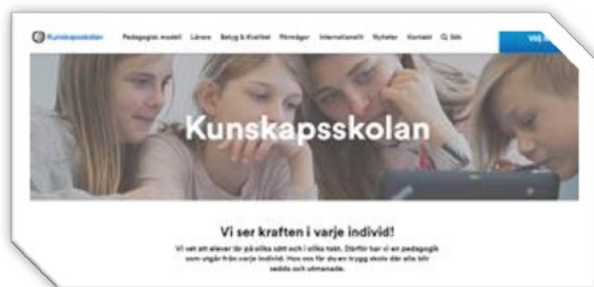 Kunskapsskolan Pedagogisk modell Lärare Betyg & Kvalitet Förmågor Internationellt Nyheter Kontakt Sök Välj
Kunskapsskolan
Vi ser kraften i varje individ!
Vi vet att elever lär på olika sätt och i olika takt. Därför har vi en pedagogik
som utgår från varje individ. Hos oss får du en trygg skola där alla blir
sedda och utmanade.